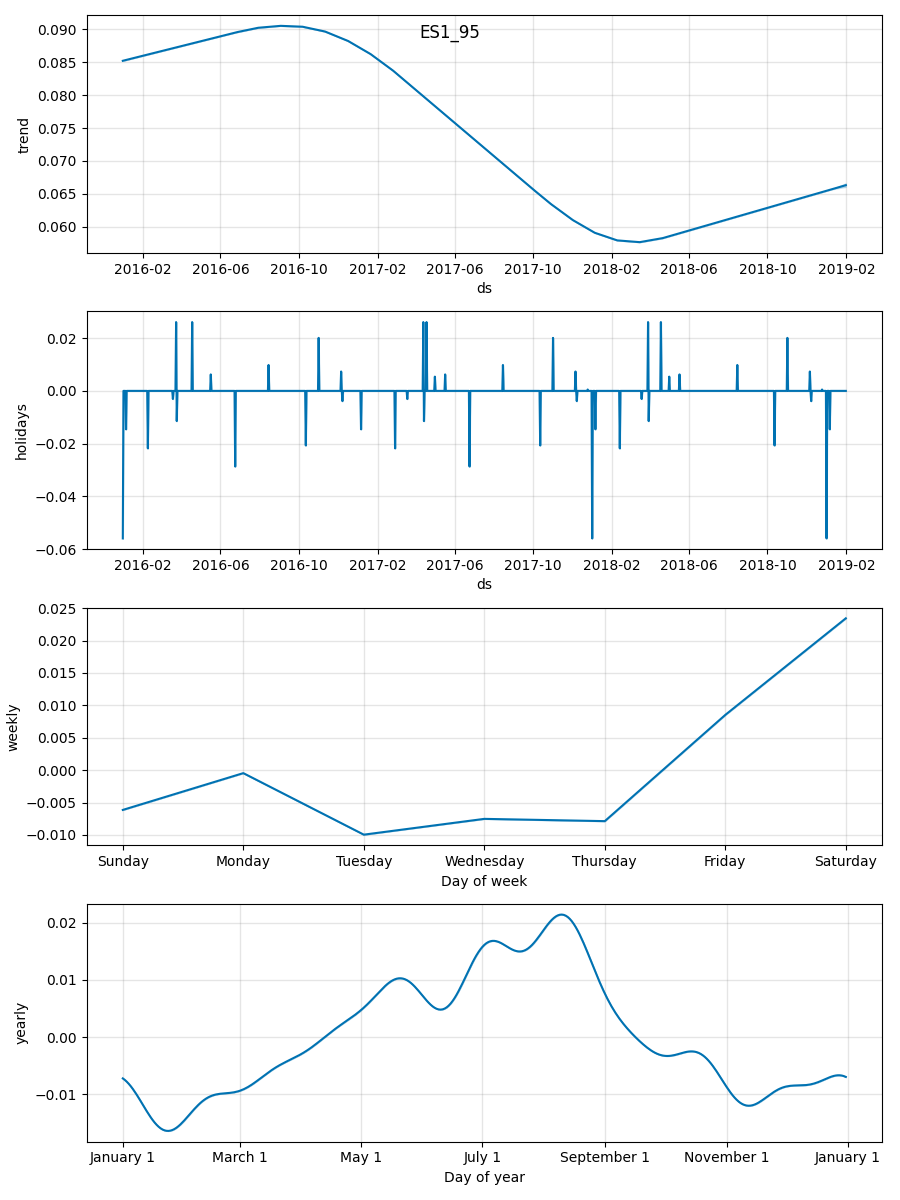 ES1_95
0.090
0.085
0.080
0.075
0.070
0.065
0.060
trend
2016-02 2016-06 2016-10 2017-02 2017-06 2017-10 2018-02 2018-06 2018-10 2019-02
ds
0.02
0.00
−0.02
−0.04
−0.06
holidays
2016-02 2016-06 2016-10 2017-02 2017-06 2017-10 2018-02 2018-06 2018-10 2019-02
ds
0.025
0.020
0.015
0.010
0.005
0.000
−0.005
−0.010
weekly
Sunday Monday Tuesday Wednesday Thursday Friday Saturday
Day of week
0.02
0.01
0.00
−0.01
yearly
January 1 March 1 May 1 July 1 September 1 November 1 January 1
Day of year